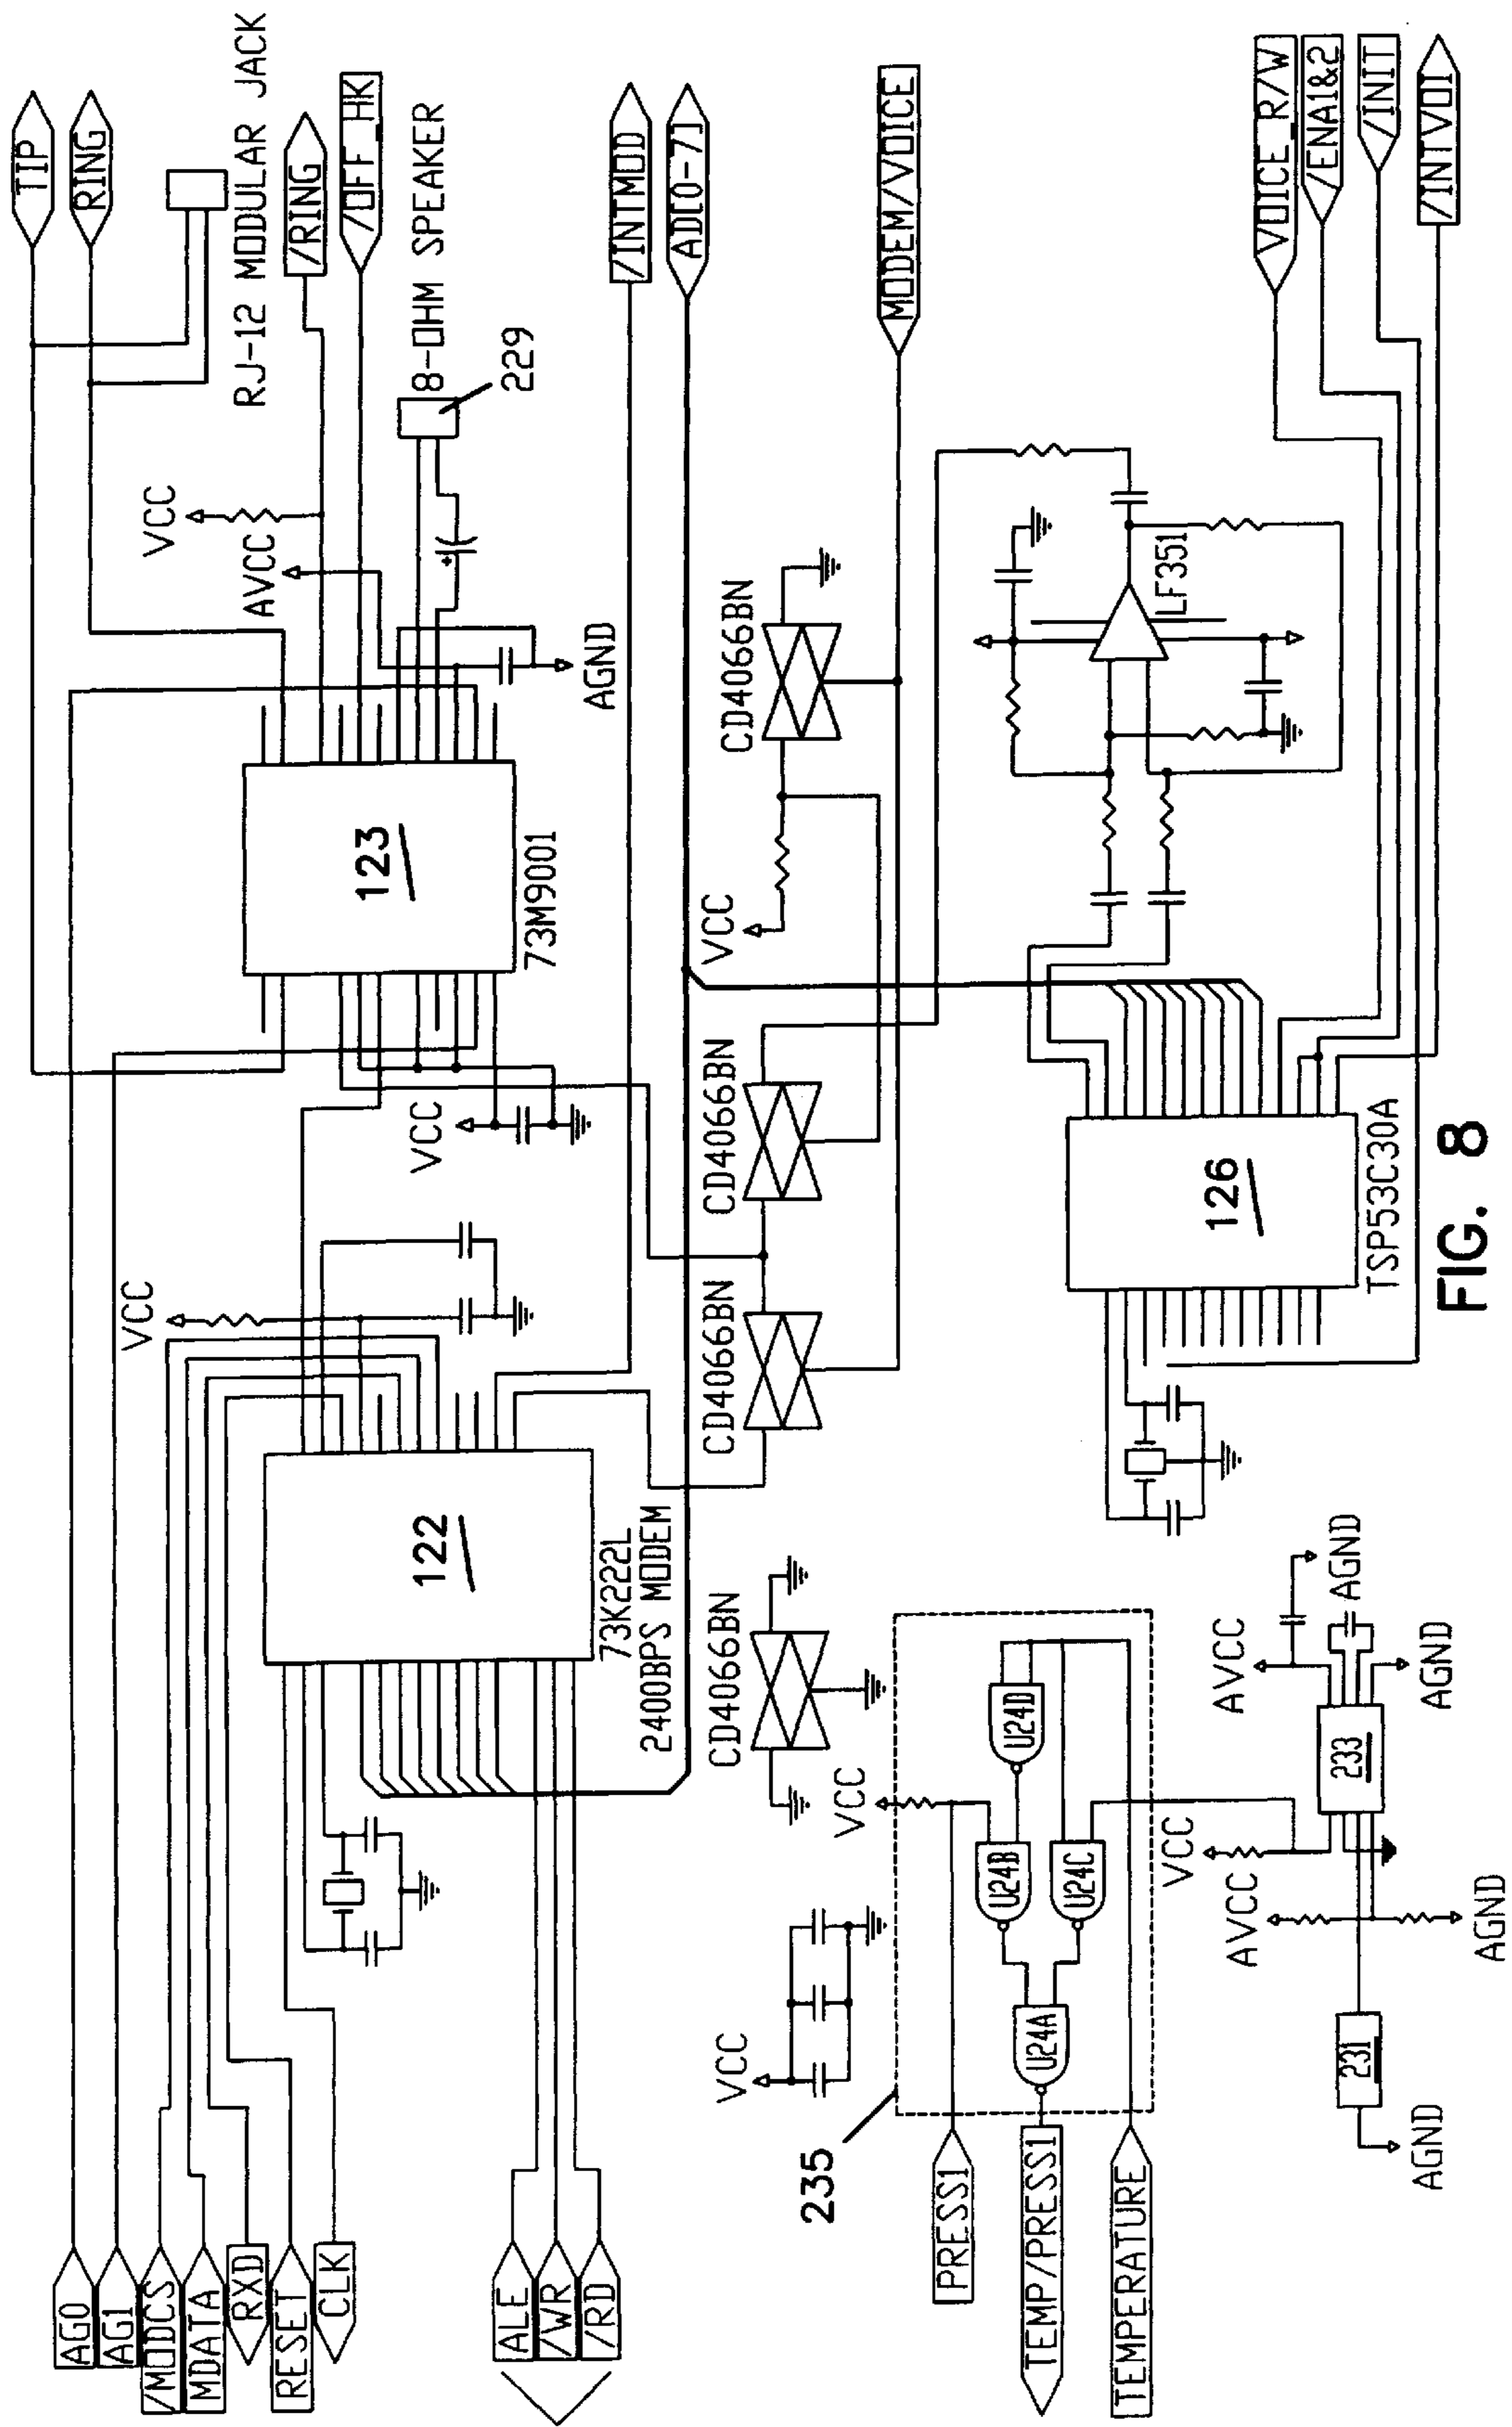 AG0
AG1
/MODCS
MDATA
RXD
RESET
CLK
ALE
/WR
/RD
TIP
RING
RJ-12 MODULAR JACK
/RING
/OFF_HK
8-OHM SPEAKER
229
/INTMOD
AD[0-7]
MODEM/VOICE
VOICE_R/W
/ENA1&2
/INIT
/INTVOI
VCC
VCC
AVCC
123
73M9001
AGND
VCC
122
73K222L
2400BPS MODEM
CD4066BN
CD4066BN
CD4066BN
CD4066BN
VCC
LF351
126
TSP53C30A
VCC
235
VCC
PRESS1
TEMP/PRESS1
TEMPERATURE
U24A
U24B
U24C
U24D
VCC
AVCC
AGND
231
AGND
233
AVCC
AGND
AGND
FIG. 8